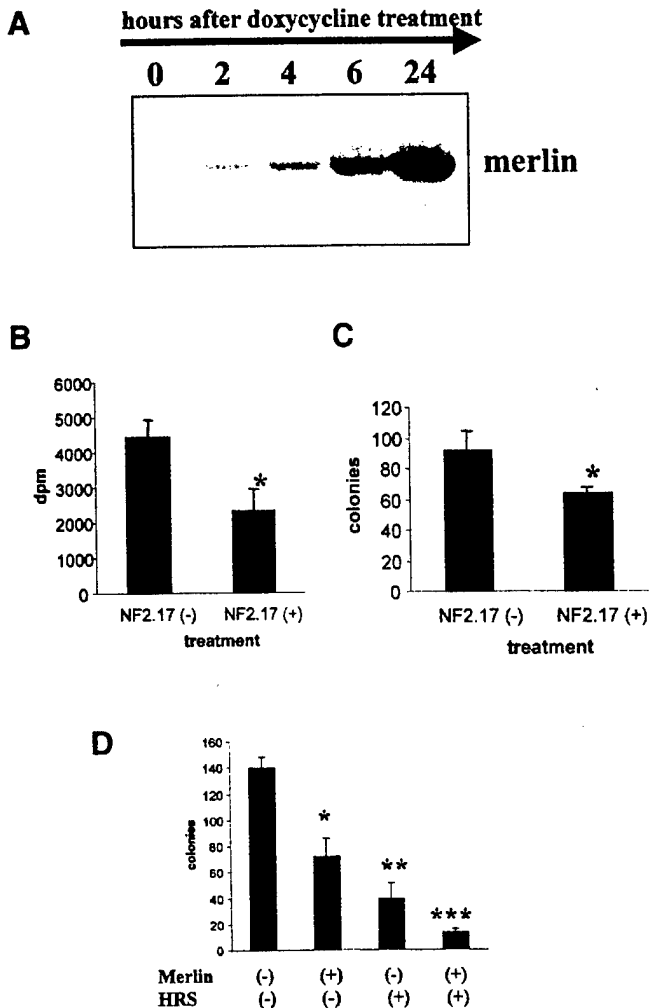 A
hours after doxycycline treatment
0 2 4 6 24
merlin
B
6000
5000
4000
3000
2000
1000
0
dpm
*
NF2.17 (-) NF2.17 (+)
treatment
C
120
100
80
60
40
20
0
colonies
*
NF2.17 (-) NF2.17 (+)
treatment
D
160
140
120
100
80
60
40
20
0
colonies
*
**
***
Merlin (-) (+) (-) (+)
HRS (-) (-) (+) (+)